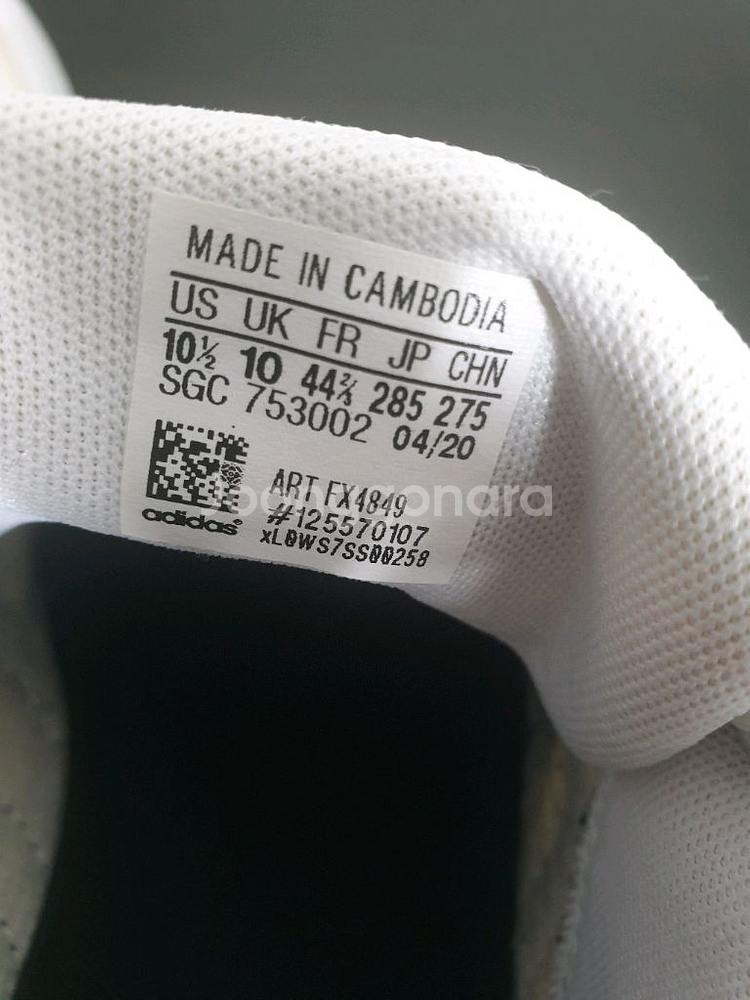 MADE IN CAMBODIA
US UK FR JP CHN
10½ 10 44⅔ 285 275
SGC 753002 04/20
ART FX4849
#125570107
xL0WS7SS00258
adidas
Joonggonara